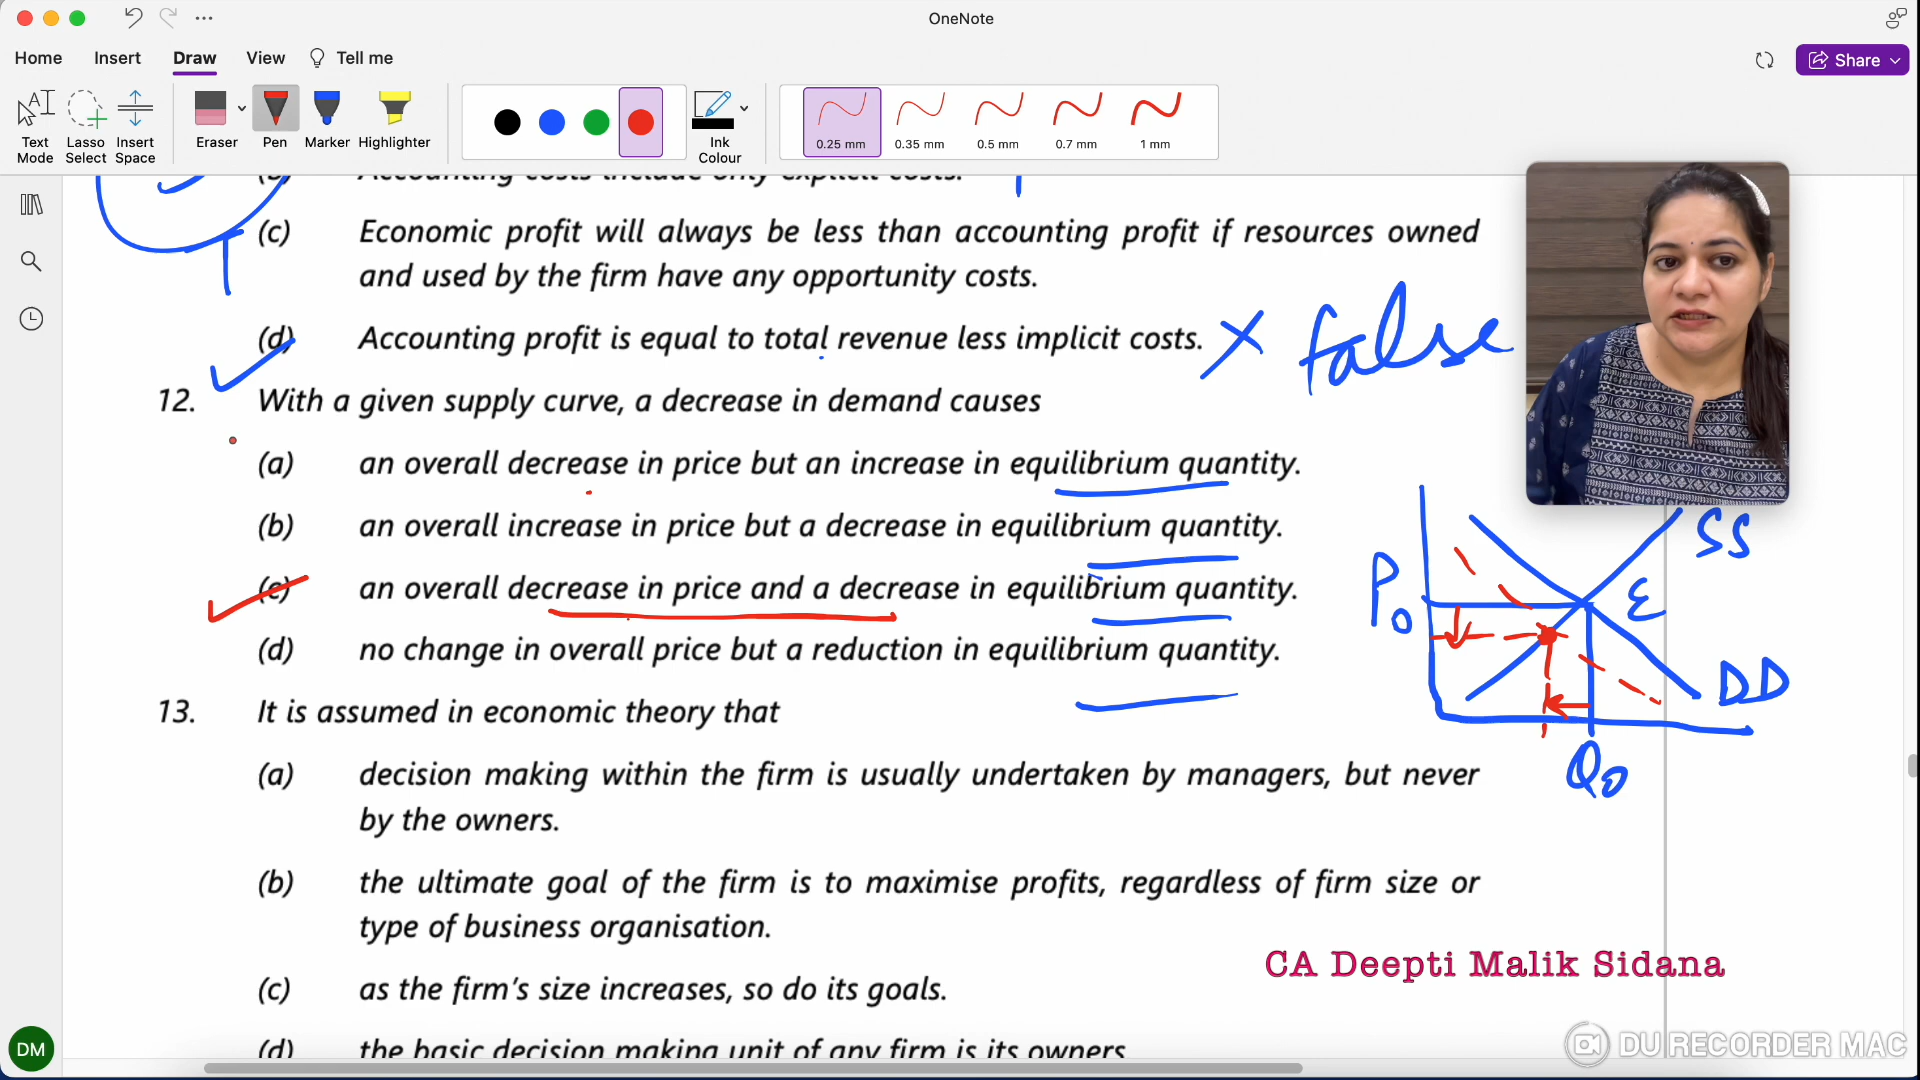 OneNote
Home Insert Draw View Tell me
Share
Text Mode
Lasso Select
Insert Space
Eraser
Pen
Marker
Highlighter
Ink Colour
0.25 mm
0.35 mm
0.5 mm
0.7 mm
1 mm
(b) Accounting costs include only explicit costs.
(c) Economic profit will always be less than accounting profit if resources owned
and used by the firm have any opportunity costs.
(d) Accounting profit is equal to total revenue less implicit costs. X false
12. With a given supply curve, a decrease in demand causes
(a) an overall decrease in price but an increase in equilibrium quantity.
(b) an overall increase in price but a decrease in equilibrium quantity.
(c) an overall decrease in price and a decrease in equilibrium quantity.
(d) no change in overall price but a reduction in equilibrium quantity.
SS
P0
E
DD
Q0
13. It is assumed in economic theory that
(a) decision making within the firm is usually undertaken by managers, but never
by the owners.
(b) the ultimate goal of the firm is to maximise profits, regardless of firm size or
type of business organisation.
(c) as the firm's size increases, so do its goals.
(d) the basic decision making unit of any firm is its owners
CA Deepti Malik Sidana
DM
DU RECORDER MAC